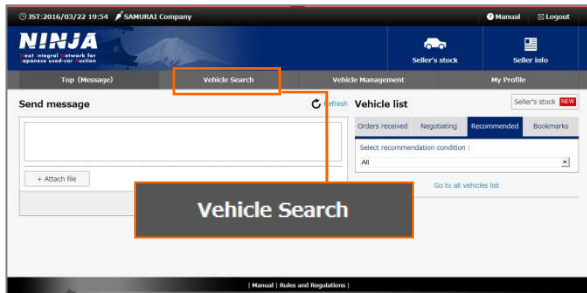 JST:2016/03/22 19:54 SAMURAI Company
Manual Logout
NINJA
Next Integral Network for
Japanese used-car Auction
Seller's stock Seller info
Top (Message) Vehicle Search Vehicle Management My Profile
Send message Refresh Vehicle list Seller's stock NEW
Orders received Negotiating Recommended Bookmarks
Select recommendation condition :
All
+ Attach file
Go to all vehicles list
Vehicle Search
| Manual | Rules and Regulations |